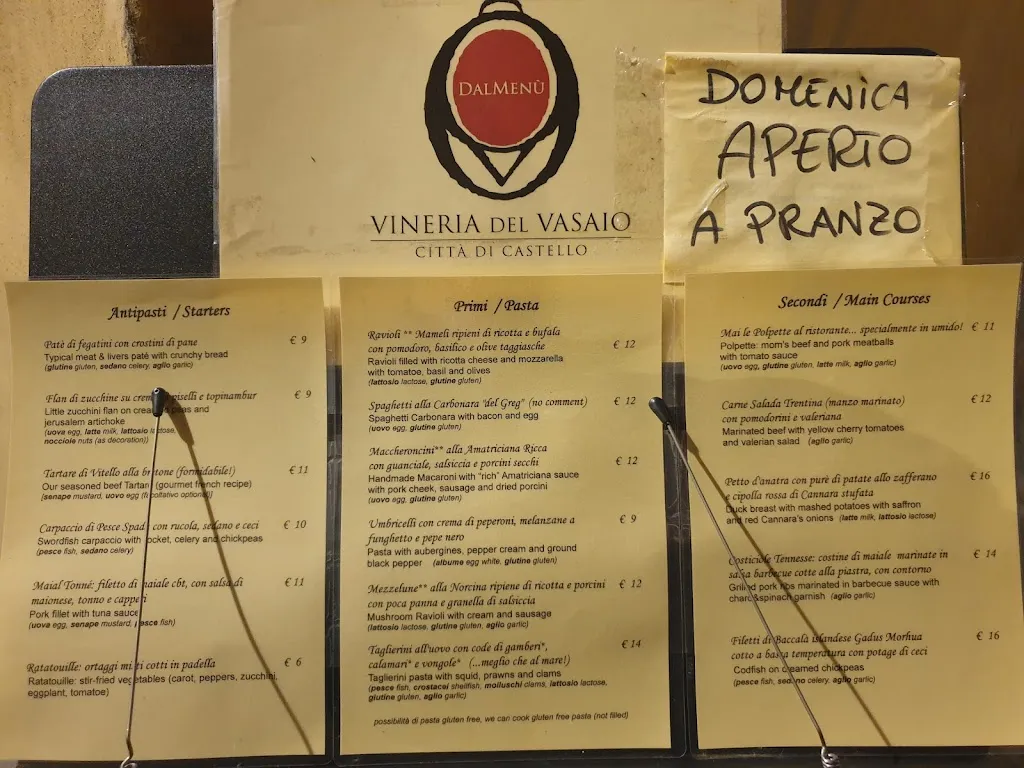 DALMENÙ
VINERIA DEL VASAIO
CITTÀ DI CASTELLO
DOMENICA
APERTO
A PRANZO
Antipasti / Starters
Patè di fegatini con crostini di pane € 9
Typical meat & livers patè with crunchy bread
(glutine gluten, sedano celery, aglio garlic)
Flan di zucchine su crema piselli e topinambur € 9
Little zucchini flan on creamed peas and
jerusalem artichoke
(uova egg, latte milk, lattosio lactose,
nocciole nuts (as decoration))
Tartare di Vitello alla bretone (formidabile!) € 11
Our seasoned beef Tartare (gourmet french recipe)
(senape mustard, uovo egg (facoltativo optional))
Carpaccio di Pesce Spada con rucola, sedano e ceci € 10
Swordfish carpaccio with rocket, celery and chickpeas
(pesce fish, sedano celery)
Maial Tonné: filetto di maiale cbt, con salsa di € 11
maionese, tonno e capperi
Pork fillet with tuna sauce
(uova egg, senape mustard, pesce fish)
Ratatouille: ortaggi misti cotti in padella € 6
Ratatouille: stir-fried vegetables (carot, peppers, zucchini,
eggplant, tomatoe)
Primi / Pasta
Ravioli ** Mameli ripieni di ricotta e bufala
con pomodoro, basilico e olive taggiasche € 12
Ravioli filled with ricotta cheese and mozzarella
with tomatoe, basil and olives
(lattosio lactose, glutine gluten)
Spaghetti alla Carbonara "del Greg" (no comment) € 12
Spaghetti Carbonara with bacon and egg
(uovo egg, glutine gluten)
Maccheroncini** alla Amatriciana Ricca
con guanciale, salsiccia e porcini secchi € 12
Handmade Macaroni with "rich" Amatriciana sauce
with pork cheek, sausage and dried porcini
(uovo egg, glutine gluten)
Umbricelli con crema di peperoni, melanzane a € 9
funghetto e pepe nero
Pasta with aubergines, pepper cream and ground
black pepper (albume egg white, glutine gluten)
Mezzelune** alla Norcina ripiene di ricotta e porcini € 12
con poca panna e granella di salsiccia
Mushroom Ravioli with cream and sausage
(lattosio lactose, glutine gluten, aglio garlic)
Taglierini all'uovo con code di gamberi*, € 14
calamari* e vongole* (...meglio che al mare!)
Taglierini pasta with squid, prawns and clams
(pesce fish, crostacei shellfish, molluschi clams, lattosio lactose,
glutine gluten, aglio garlic)
possibilità di pasta gluten free, we can cook gluten free pasta (not filled)
Secondi / Main Courses
Mai le Polpette al ristorante... specialmente in umido! € 11
Polpette: mom's beef and pork meatballs
with tomato sauce
(uovo egg, glutine gluten, latte milk, aglio garlic)
Carne Salada Trentina (manzo marinato) € 12
con pomodorini e valeriana
Marinated beef with yellow cherry tomatoes
and valerian salad (aglio garlic)
Petto d'anatra con purè di patate allo zafferano € 16
e cipolla rossa di Cannara stufata
Duck breast with mashed potatoes with saffron
and red Cannara's onions (latte milk, lattosio lactose)
Costiciole Tennesse: costine di maiale marinate in € 14
salsa barbecue cotte alla piastra, con contorno
Grilled pork ribs marinated in barbecue sauce with
chard&spinach garnish (aglio garlic)
Filetti di Baccalà islandese Gadus Morhua € 16
cotto a bassa temperatura con potage di ceci
Codfish on creamed chickpeas
(pesce fish, sedano celery, aglio garlic)